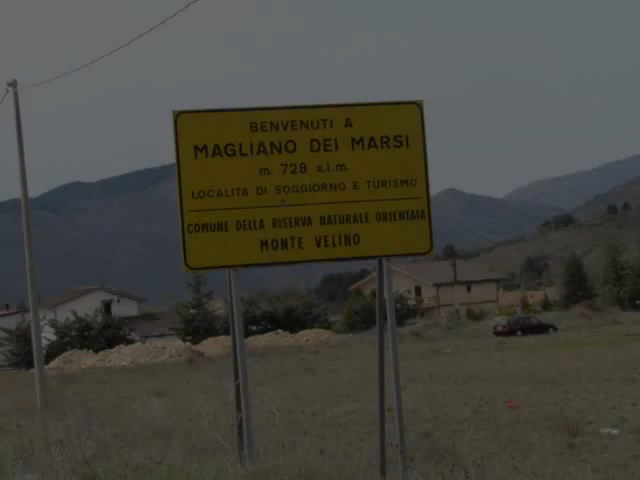 BENVENUTI A
MAGLIANO DEI MARSI
m. 728 s.l.m.
LOCALITA DI SOGGIORNO E TURISMO
COMUNE DELLA RISERVA NATURALE ORIENTATA
MONTE VELINO